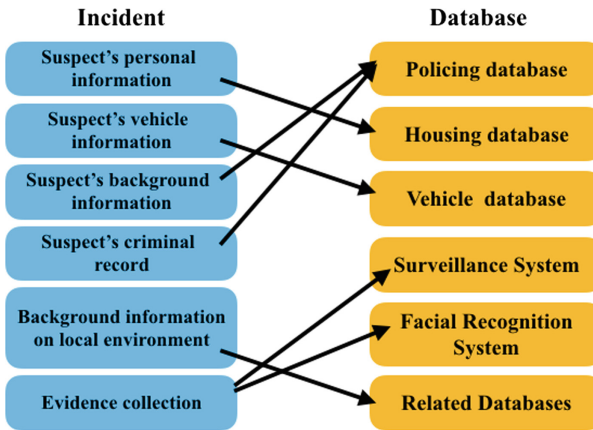 Incident
Suspect's personal
information
Suspect's vehicle
information
Suspect's background
information
Suspect's criminal
record
Background information
on local environment
Evidence collection
Database
Policing database
Housing database
Vehicle database
Surveillance System
Facial Recognition
System
Related Databases